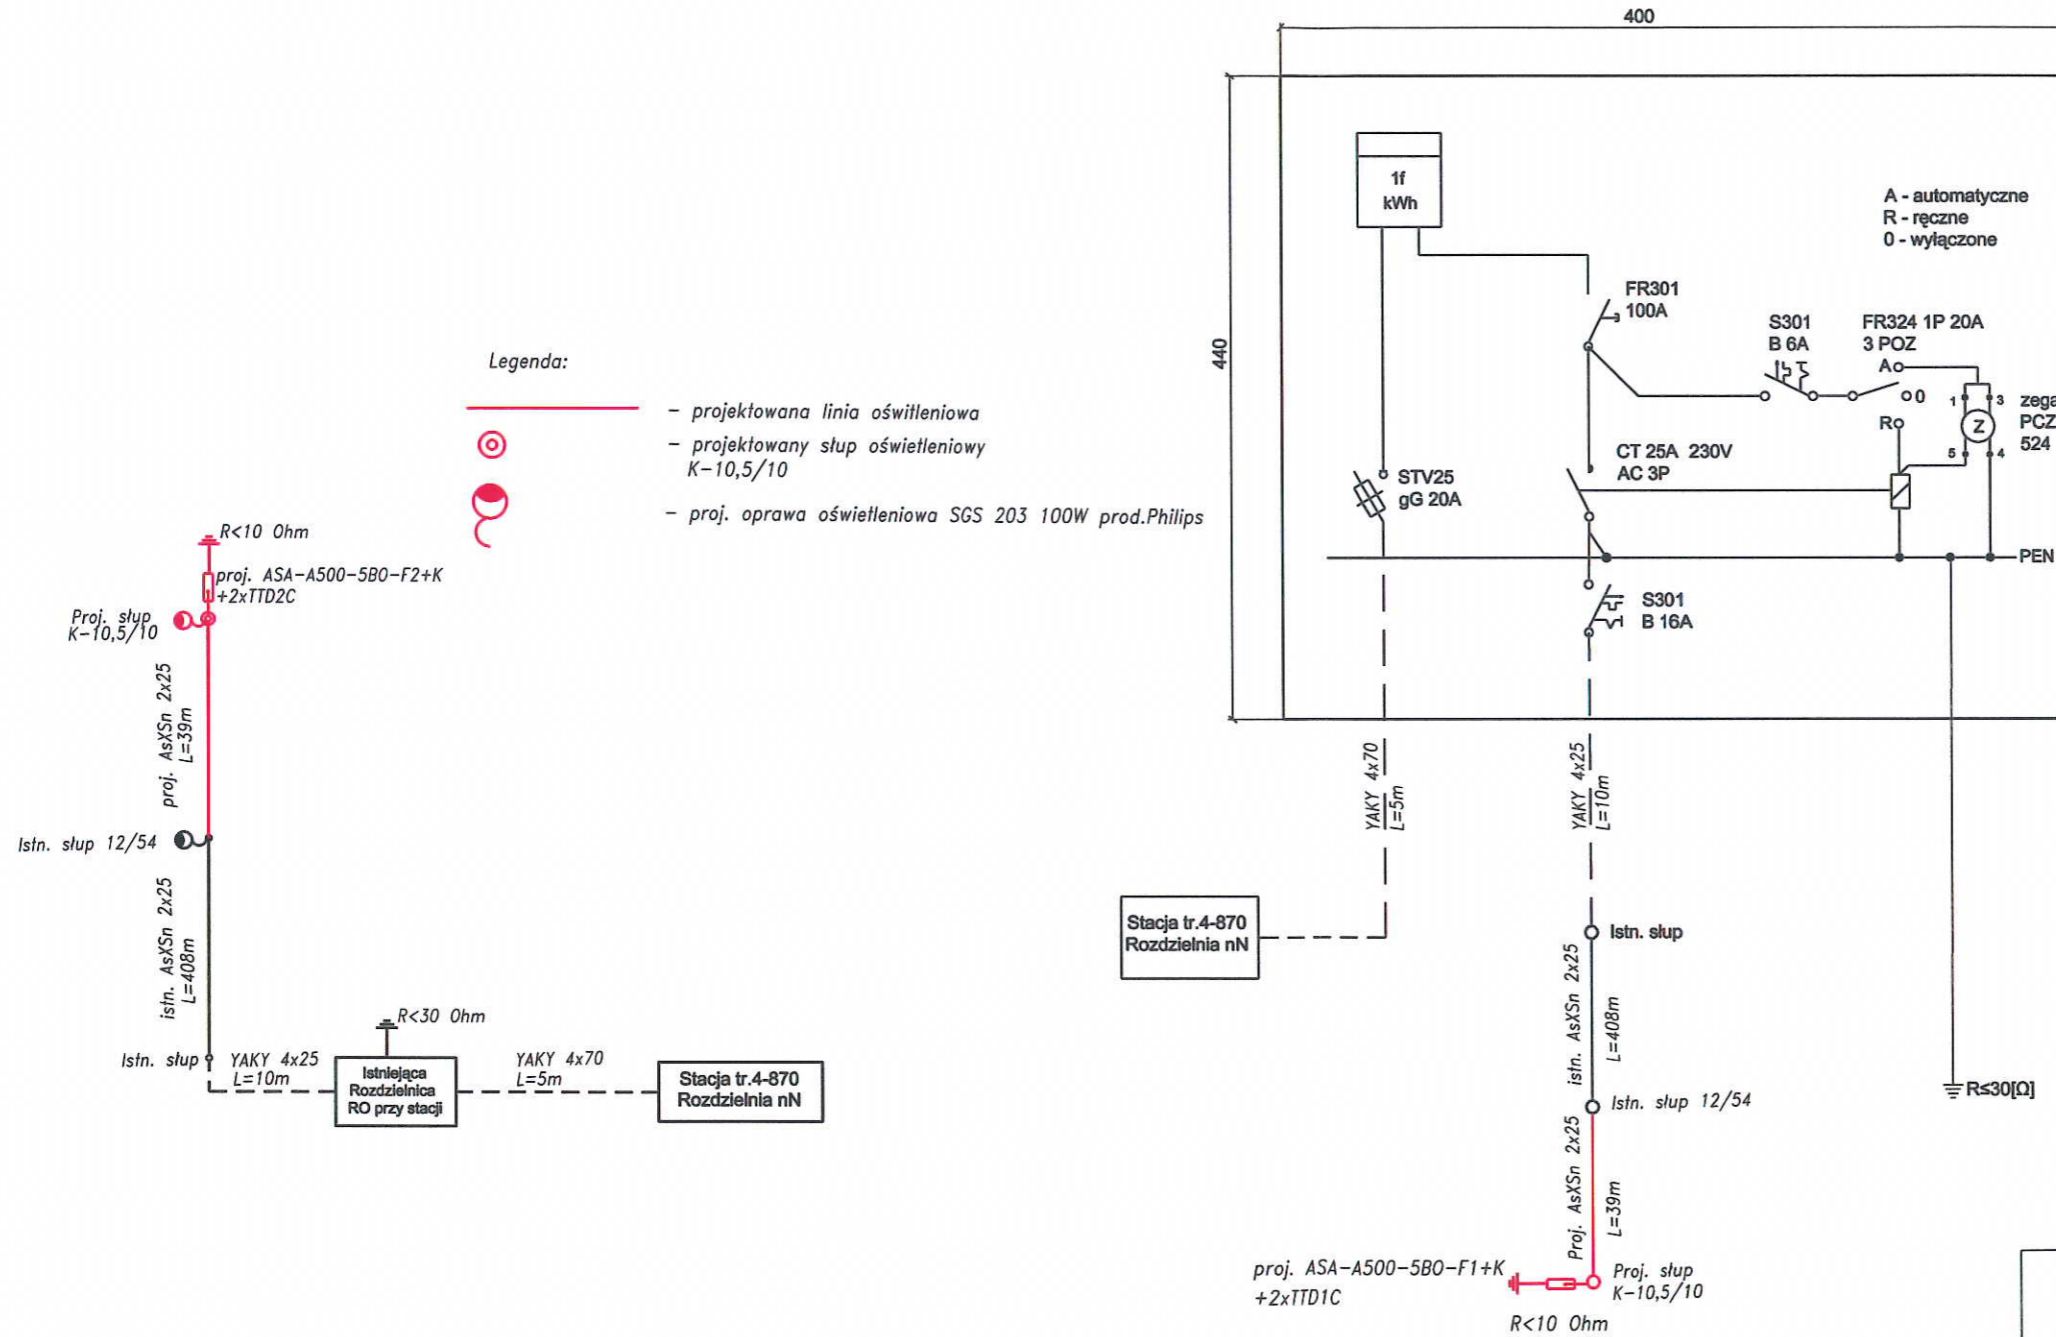 Legenda:
- projektowana linia oświtleniowa
- projektowany słup oświetleniowy
K-10,5/10
- proj. oprawa oświetleniowa SGS 203 100W prod.Philips
R<10 Ohm
proj. ASA-A500-5BO-F2+K
+2xTTD2C
Proj. słup
K-10,5/10
proj. AsXSn 2x25
L=39m
Istn. słup 12/54
istn. AsXSn 2x25
L=408m
Istn. słup
YAKY 4x25
L=10m
R<30 Ohm
Istniejąca
Rozdzielnica
RO przy stacji
YAKY 4x70
L=5m
Stacja tr.4-870
Rozdzielnia nN
400
440
1f
kWh
A - automatyczne
R - ręczne
0 - wyłączone
FR301
100A
S301
B 6A
FR324 1P 20A
3 POZ
A
0
R
1
3
Z
5
4
zega
PCZ
524
CT 25A 230V
AC 3P
STV25
gG 20A
PEN
S301
B 16A
YAKY 4x70
L=5m
YAKY 4x25
L=10m
Stacja tr.4-870
Rozdzielnia nN
Istn. słup
istn. AsXSn 2x25
L=408m
Istn. słup 12/54
R≤30[Ω]
Proj. AsXSn 2x25
L=39m
proj. ASA-A500-5BO-F1+K
+2xTTD1C
Proj. słup
K-10,5/10
R<10 Ohm